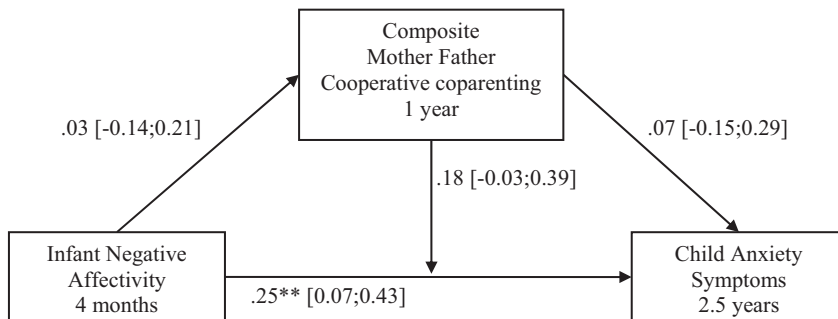 Composite
Mother Father
Cooperative coparenting
1 year
.03 [-0.14;0.21]
.07 [-0.15;0.29]
.18 [-0.03;0.39]
Infant Negative
Affectivity
4 months
.25** [0.07;0.43]
Child Anxiety
Symptoms
2.5 years